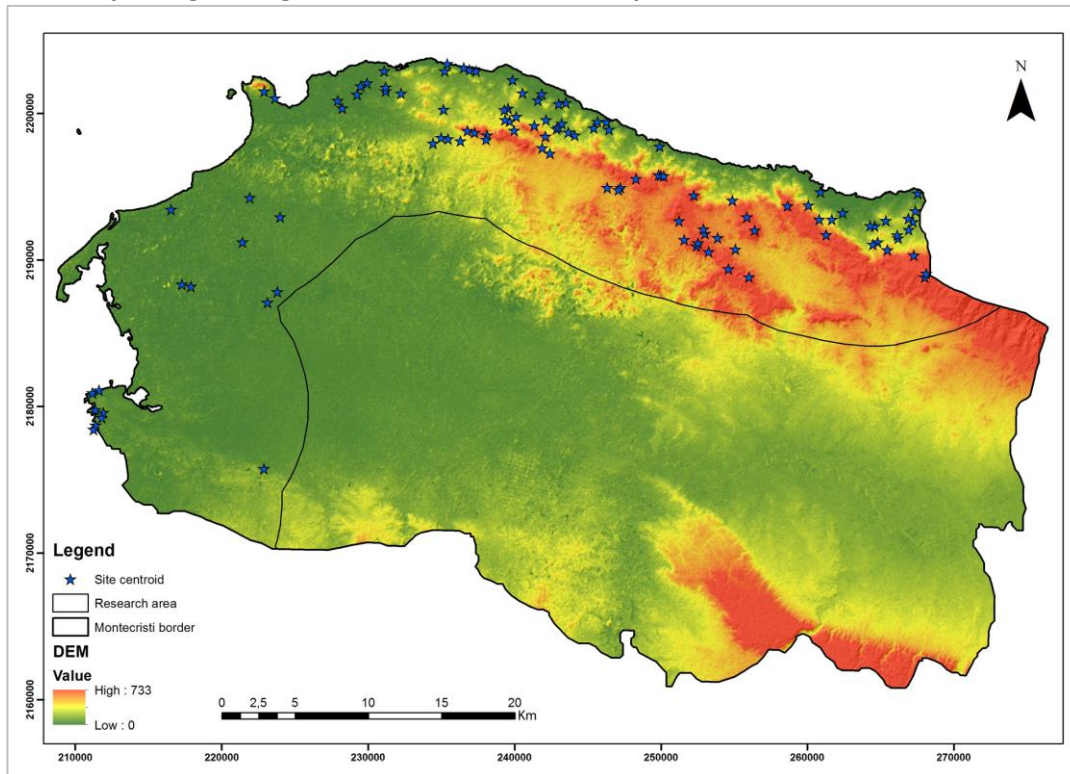 N
2200000
2190000
2180000
2170000
2160000
Legend
Site centroid
Research area
Montecristi border
DEM
Value
High : 733
Low : 0
0 2,5 5 10 15 20
Km
210000 220000 230000 240000 250000 260000 270000